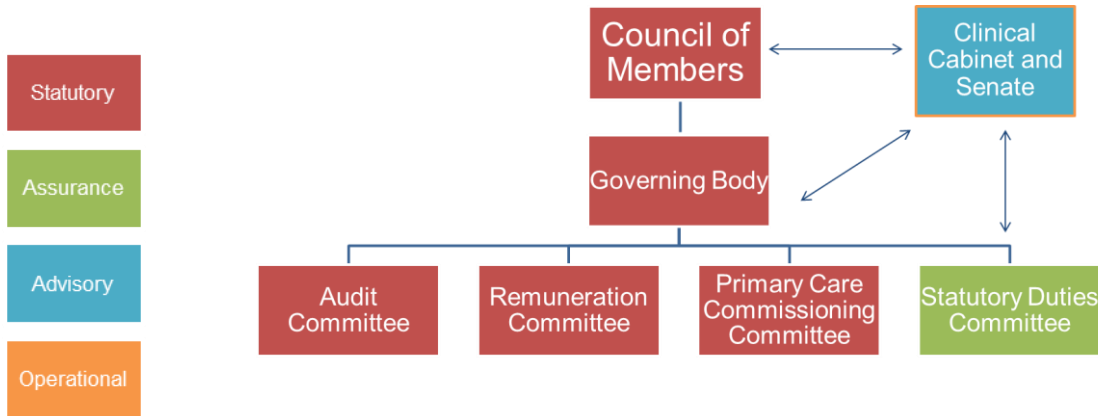 Statutory
Assurance
Advisory
Operational
Council of
Members
Clinical
Cabinet and
Senate
Governing Body
Audit
Committee
Remuneration
Committee
Primary Care
Commissioning
Committee
Statutory Duties
Committee